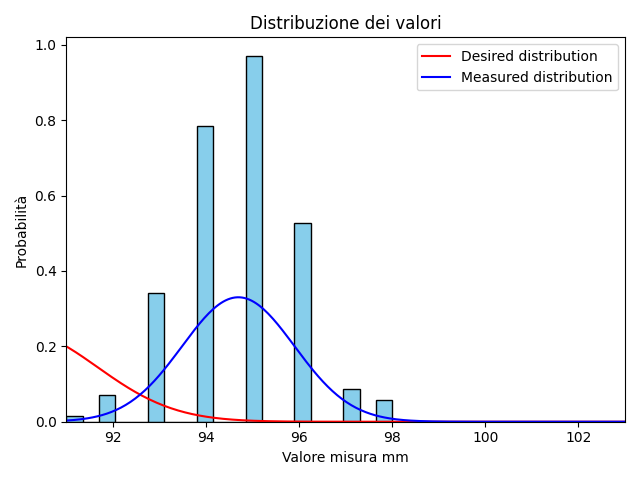 Distribuzione dei valori
Desired distribution
Measured distribution
Probabilità
1.0
0.8
0.6
0.4
0.2
0.0
92 94 96 98 100 102
Valore misura mm